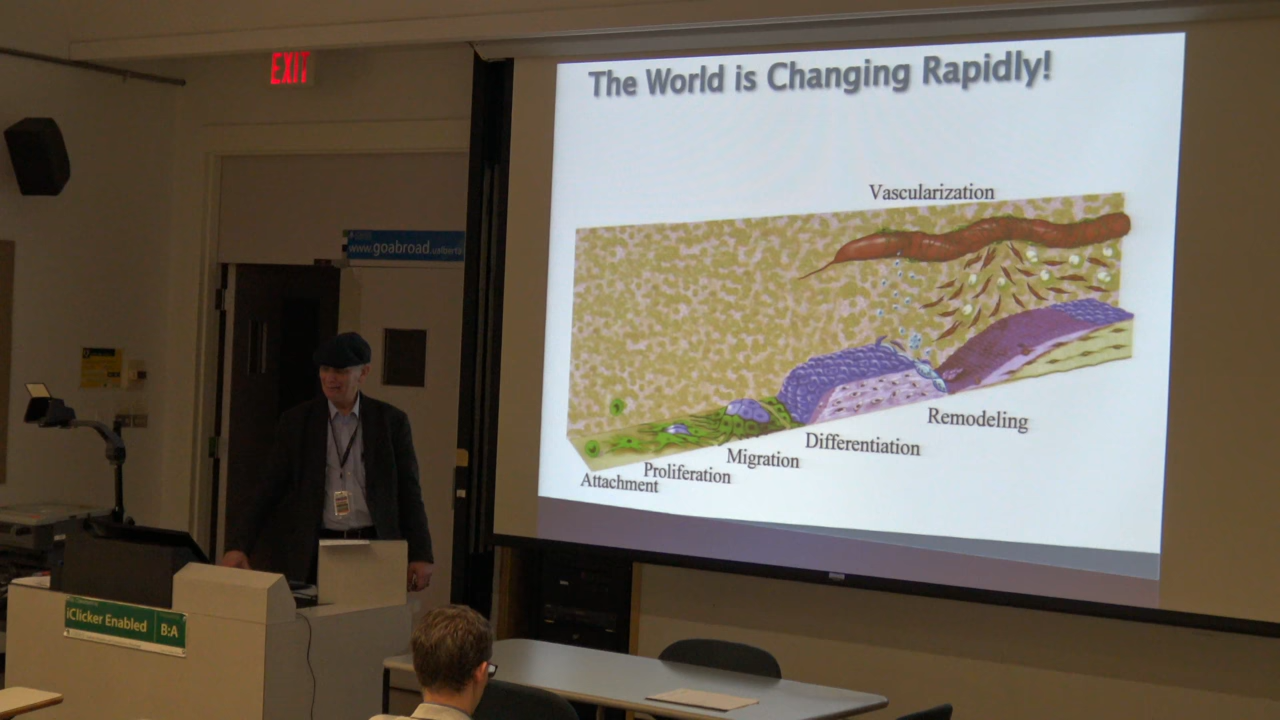 EXIT
The World is Changing Rapidly!
Vascularization
www.goabroad.ualberta
Remodeling
Differentiation
Migration
Proliferation
Attachment
iClicker Enabled
B:A